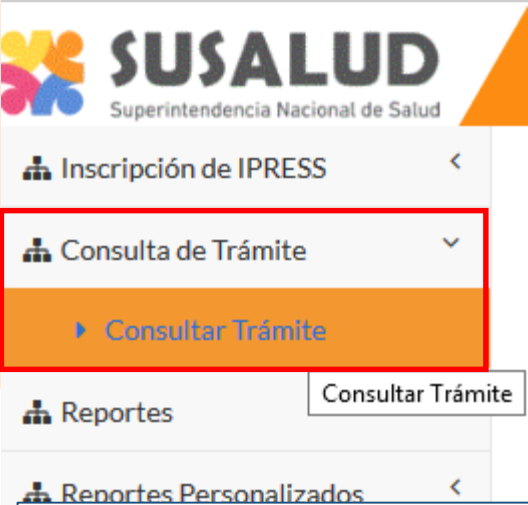 SUSALUD
Superintendencia Nacional de Salud
Inscripción de IPRESS
Consulta de Trámite
Consultar Trámite
Consultar Trámite
Reportes
Reportes Personalizados